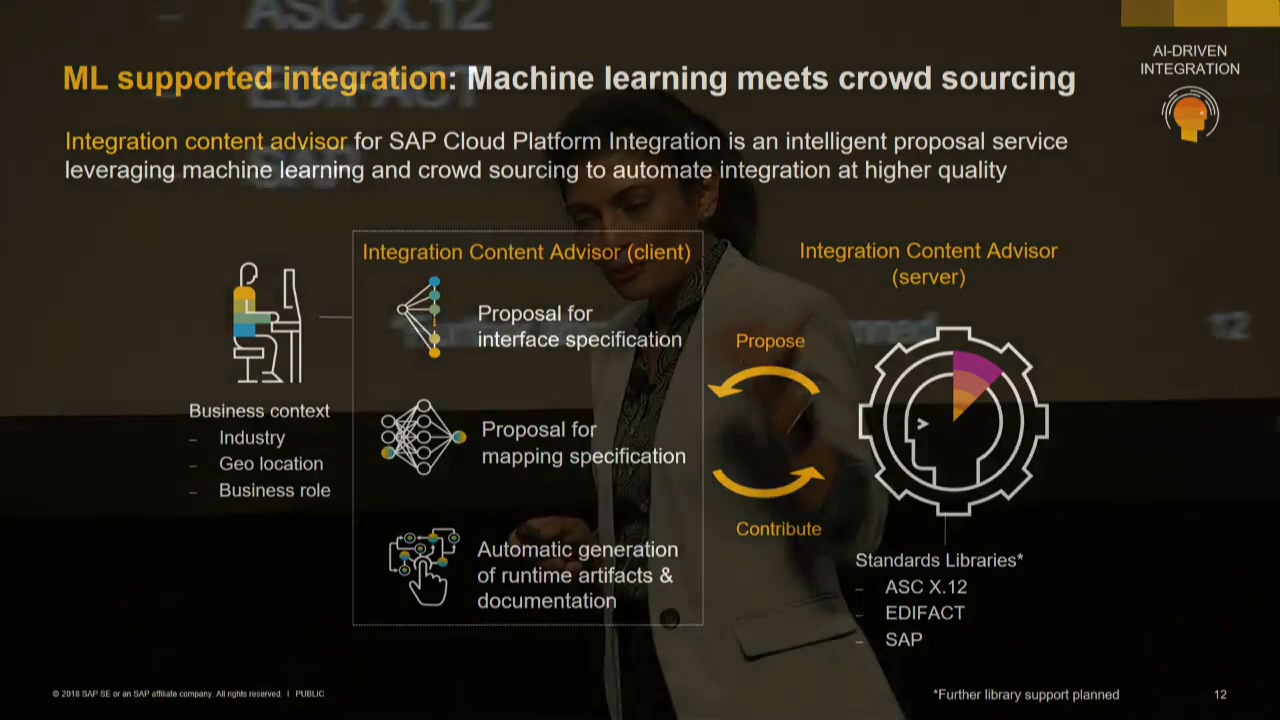 ASC X.12
EDIFACT
AI-DRIVEN
INTEGRATION
ML supported integration: Machine learning meets crowd sourcing
Integration content advisor for SAP Cloud Platform Integration is an intelligent proposal service
leveraging machine learning and crowd sourcing to automate integration at higher quality
Integration Content Advisor (client)
Proposal for
interface specification
Proposal for
mapping specification
Automatic generation
of runtime artifacts &
documentation
Business context
– Industry
– Geo location
– Business role
Propose
Contribute
Integration Content Advisor
(server)
12
Standards Libraries*
– ASC X.12
– EDIFACT
– SAP
© 2018 SAP SE or an SAP affiliate company. All rights reserved. I PUBLIC
*Further library support planned
12